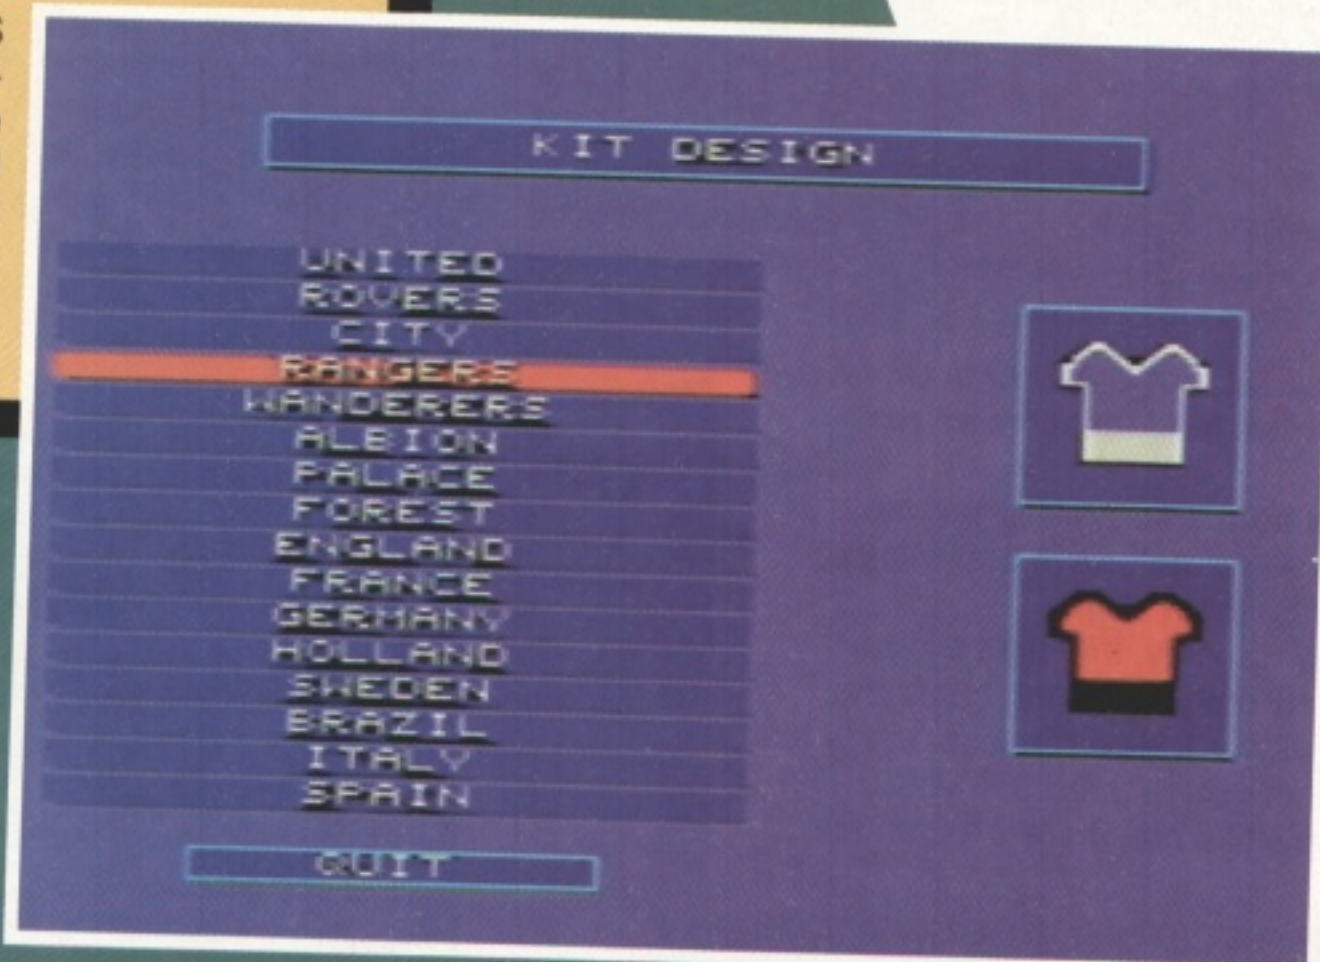 KIT DESIGN
UNITED
ROVERS
CITY
RANGERS
WANDERERS
ALBION
PALACE
FOREST
ENGLAND
FRANCE
GERMANY
HOLLAND
SWEDEN
BRAZIL
ITALY
SPAIN
QUIT